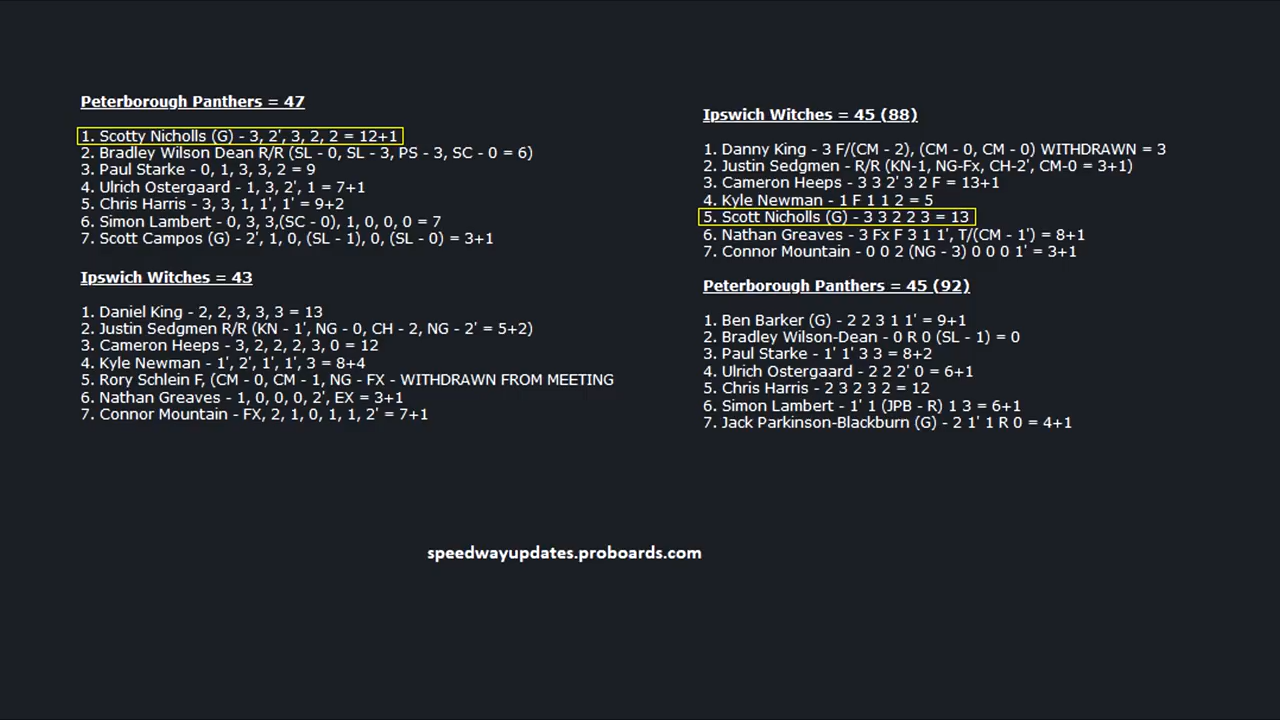 Peterborough Panthers = 47
1. Scotty Nicholls (G) - 3, 2', 3, 2, 2 = 12+1
2. Bradley Wilson Dean R/R (SL - 0, SL - 3, PS - 3, SC - 0 = 6)
3. Paul Starke - 0, 1, 3, 3, 2 = 9
4. Ulrich Ostergaard - 1, 3, 2', 1 = 7+1
5. Chris Harris - 3, 3, 1, 1', 1' = 9+2
6. Simon Lambert - 0, 3, 3,(SC - 0), 1, 0, 0, 0 = 7
7. Scott Campos (G) - 2', 1, 0, (SL - 1), 0, (SL - 0) = 3+1
Ipswich Witches = 43
1. Daniel King - 2, 2, 3, 3, 3 = 13
2. Justin Sedgmen R/R (KN - 1', NG - 0, CH - 2, NG - 2' = 5+2)
3. Cameron Heeps - 3, 2, 2, 2, 3, 0 = 12
4. Kyle Newman - 1', 2', 1', 1', 3 = 8+4
5. Rory Schlein F, (CM - 0, CM - 1, NG - FX - WITHDRAWN FROM MEETING
6. Nathan Greaves - 1, 0, 0, 0, 2', EX = 3+1
7. Connor Mountain - FX, 2, 1, 0, 1, 1, 2' = 7+1
Ipswich Witches = 45 (88)
1. Danny King - 3 F/(CM - 2), (CM - 0, CM - 0) WITHDRAWN = 3
2. Justin Sedgmen - R/R (KN-1, NG-Fx, CH-2', CM-0 = 3+1)
3. Cameron Heeps - 3 3 2' 3 2 F = 13+1
4. Kyle Newman - 1 F 1 1 2 = 5
5. Scott Nicholls (G) - 3 3 2 2 3 = 13
6. Nathan Greaves - 3 Fx F 3 1 1', T/(CM - 1') = 8+1
7. Connor Mountain - 0 0 2 (NG - 3) 0 0 0 1' = 3+1
Peterborough Panthers = 45 (92)
1. Ben Barker (G) - 2 2 3 1 1' = 9+1
2. Bradley Wilson-Dean - 0 R 0 (SL - 1) = 0
3. Paul Starke - 1' 1' 3 3 = 8+2
4. Ulrich Ostergaard - 2 2 2' 0 = 6+1
5. Chris Harris - 2 3 2 3 2 = 12
6. Simon Lambert - 1' 1 (JPB - R) 1 3 = 6+1
7. Jack Parkinson-Blackburn (G) - 2 1' 1 R 0 = 4+1
speedwayupdates.proboards.com